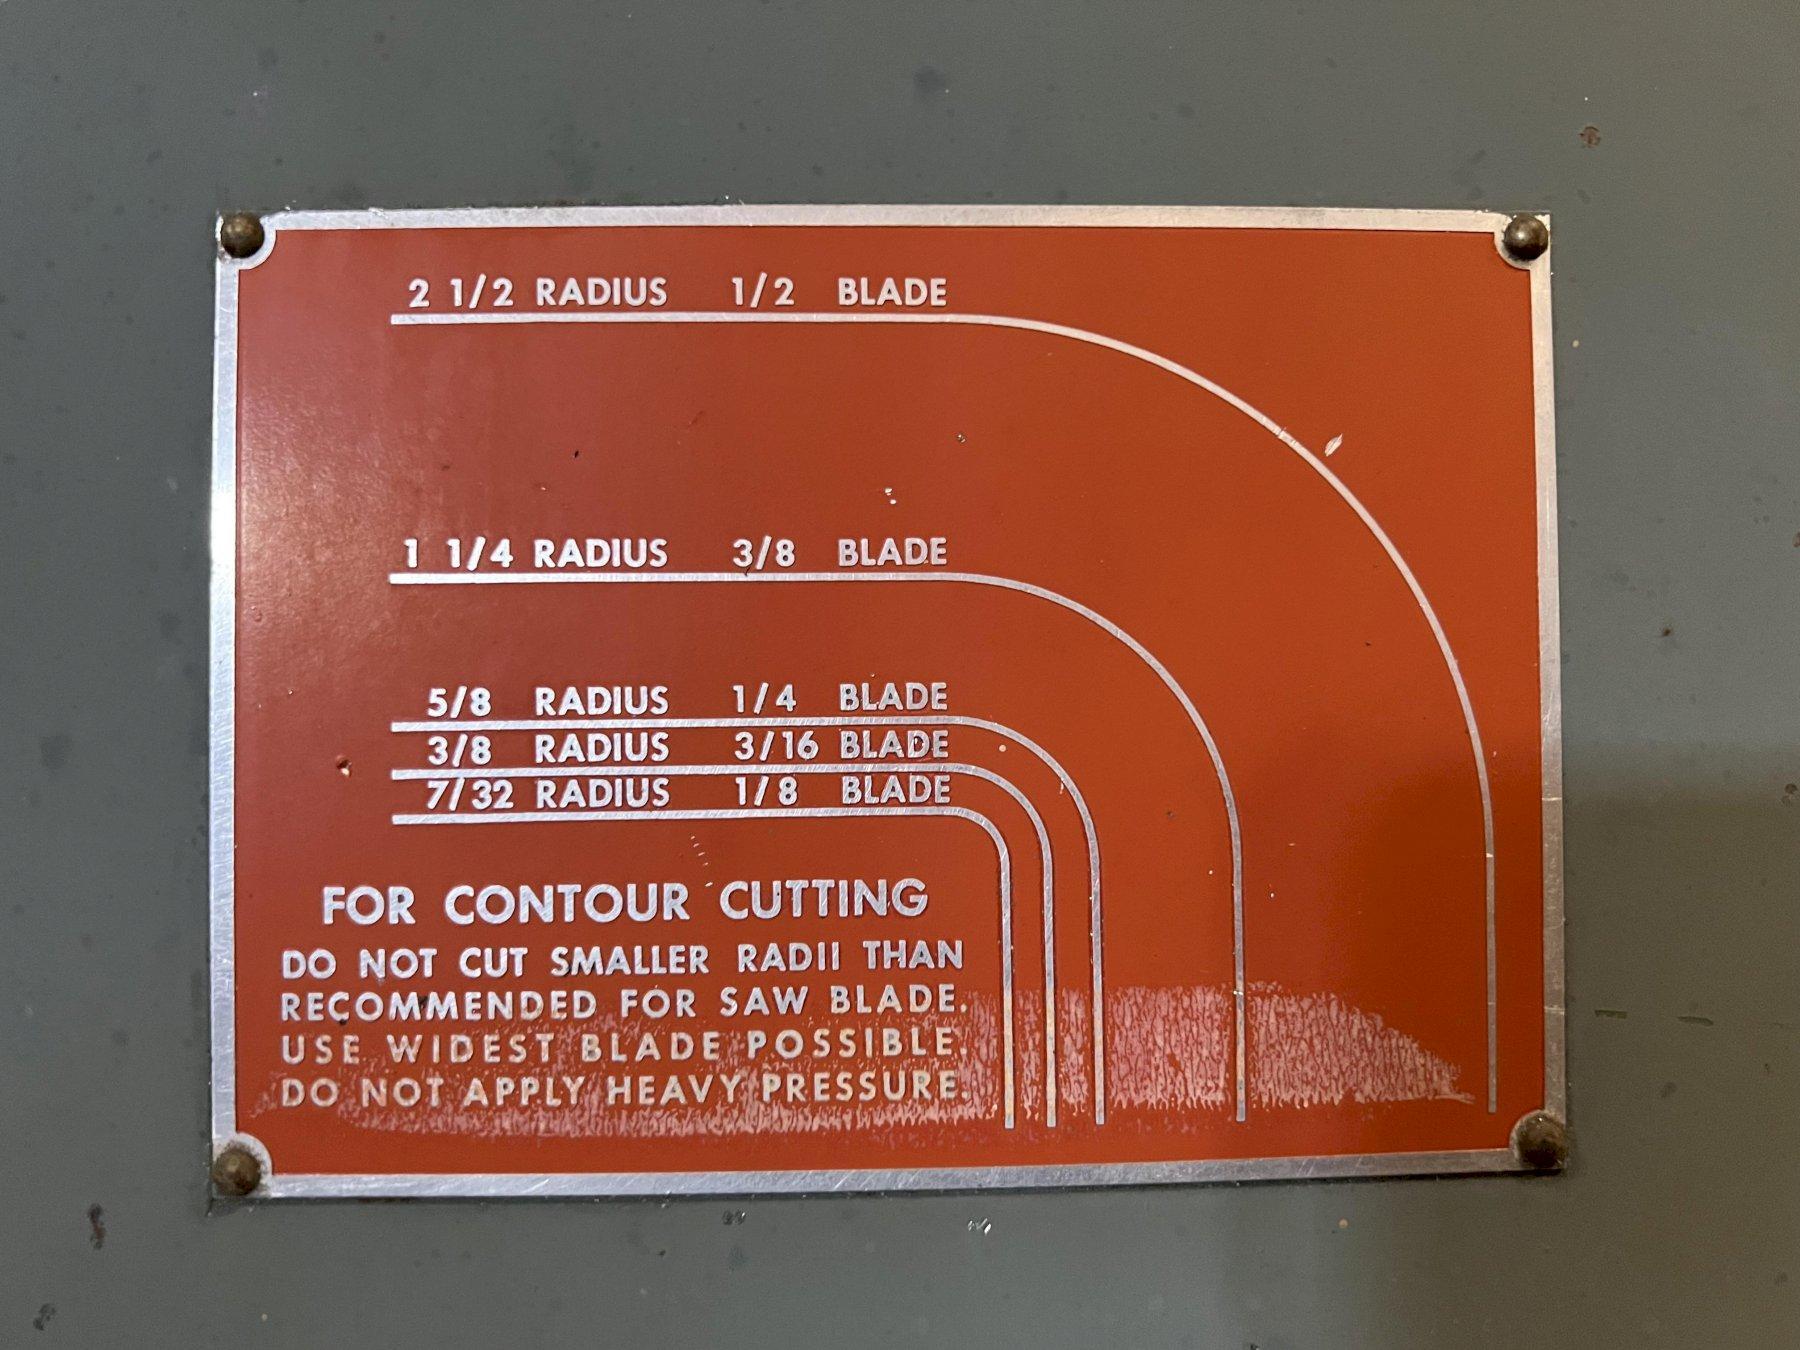 2 1/2 RADIUS 1/2 BLADE
1 1/4 RADIUS 3/8 BLADE
5/8 RADIUS 1/4 BLADE
3/8 RADIUS 3/16 BLADE
7/32 RADIUS 1/8 BLADE
FOR CONTOUR CUTTING
DO NOT CUT SMALLER RADII THAN
RECOMMENDED FOR SAW BLADE.
USE WIDEST BLADE POSSIBLE.
DO NOT APPLY HEAVY PRESSURE.